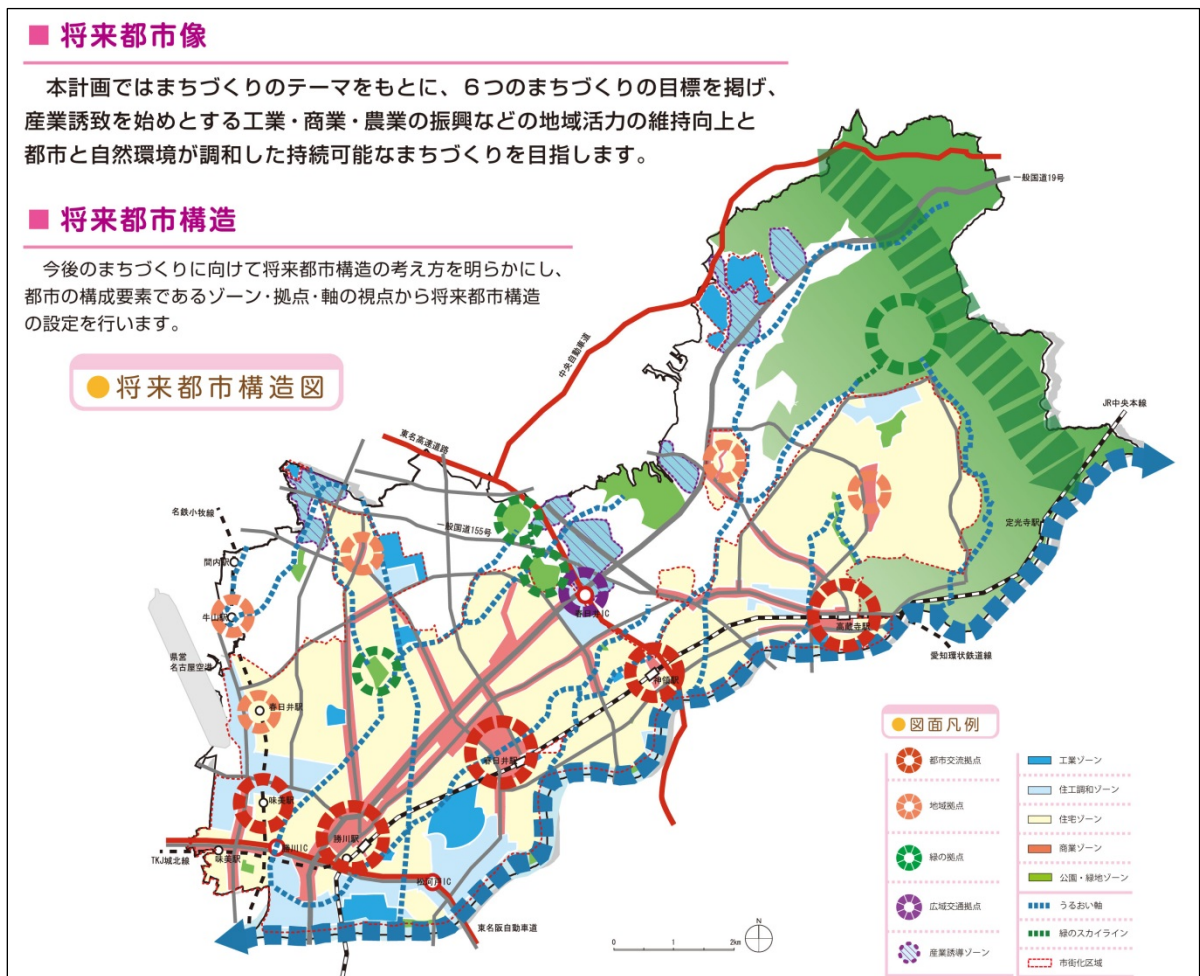 ■ 将来都市像
本計画ではまちづくりのテーマをもとに、6つのまちづくりの目標を掲げ、
産業誘致を始めとする工業・商業・農業の振興などの地域活力の維持向上と
都市と自然環境が調和した持続可能なまちづくりを目指します。
■ 将来都市構造
今後のまちづくりに向けて将来都市構造の考え方を明らかにし、
都市の構成要素であるゾーン・拠点・軸の視点から将来都市構造
の設定を行います。
●将来都市構造図
一般国道19号
中央自動車道
東名高速道路
JR中央本線
名鉄小牧線
一般国道155号
定光寺駅
間内駅
牛山駅
春日井IC
高蔵寺駅
愛知環状鉄道線
県営
名古屋空港
神領駅
春日井駅
春日井駅
味美駅
勝川駅
勝川IC
TKJ城北線
味美駅
松河戸IC
東名阪自動車道
0 1 2km
N
●図面凡例
都市交流拠点
地域拠点
緑の拠点
広域交通拠点
産業誘導ゾーン
工業ゾーン
住工調和ゾーン
住宅ゾーン
商業ゾーン
公園・緑地ゾーン
うるおい軸
緑のスカイライン
市街化区域